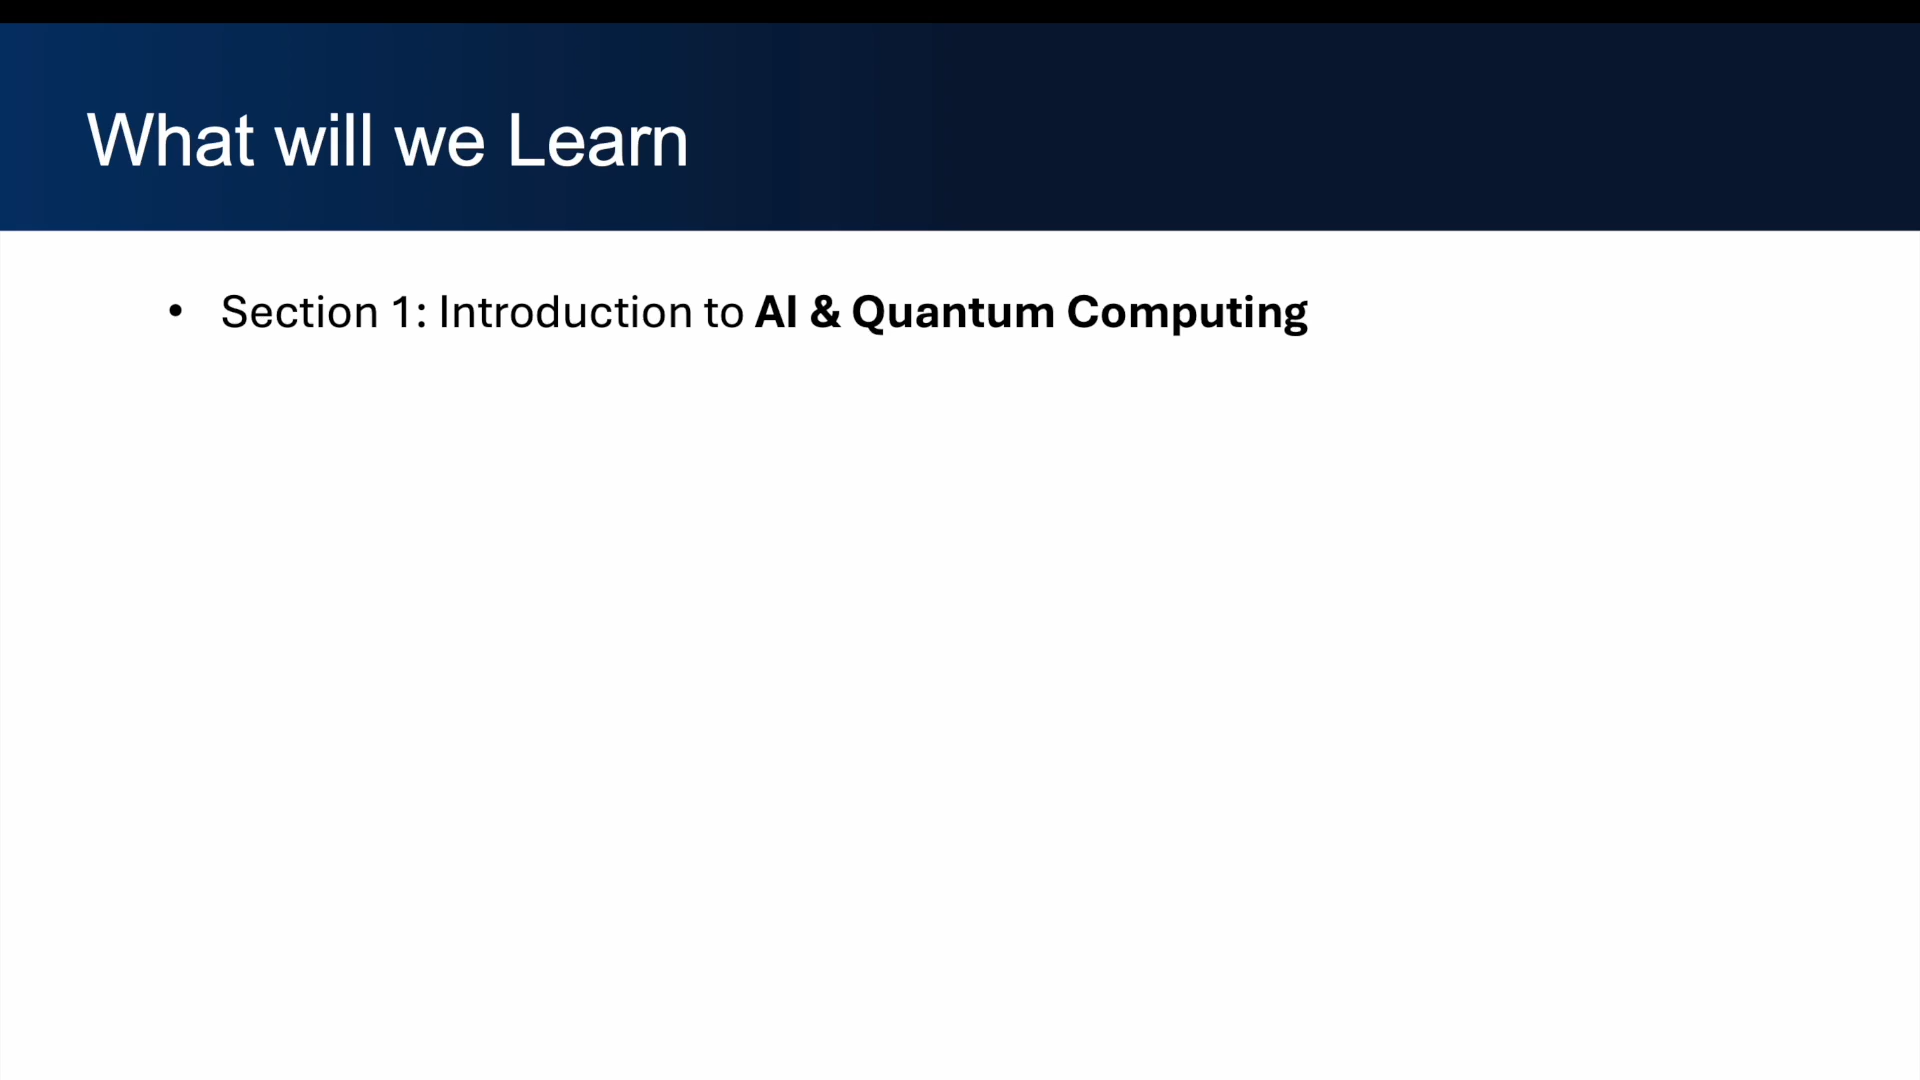 What will we Learn
• Section 1: Introduction to AI & Quantum Computing